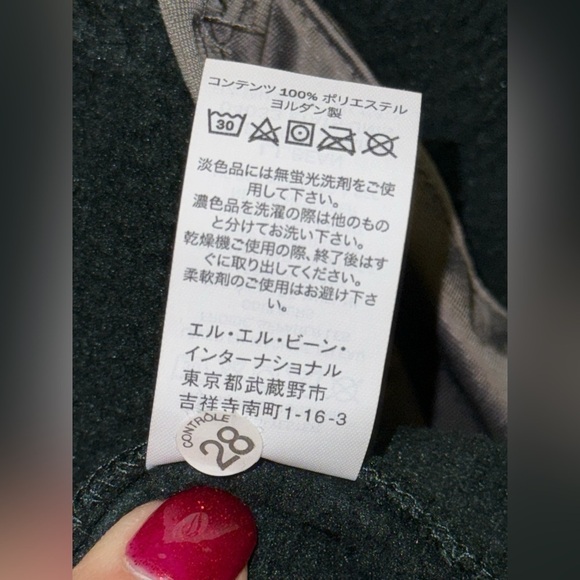 コンテンツ 100% ポリエステル
ヨルダン製
30
淡色品には無蛍光洗剤をご使
用して下さい。
濃色品を洗濯の際は他のもの
と分けてお洗い下さい。
乾燥機ご使用の際、終了後はす
ぐに取り出してください。
柔軟剤のご使用はお避け下さ
い。
エル・エル・ビーン・
インターナショナル
東京都武蔵野市
吉祥寺南町1-16-3
CONTRÔLE
28